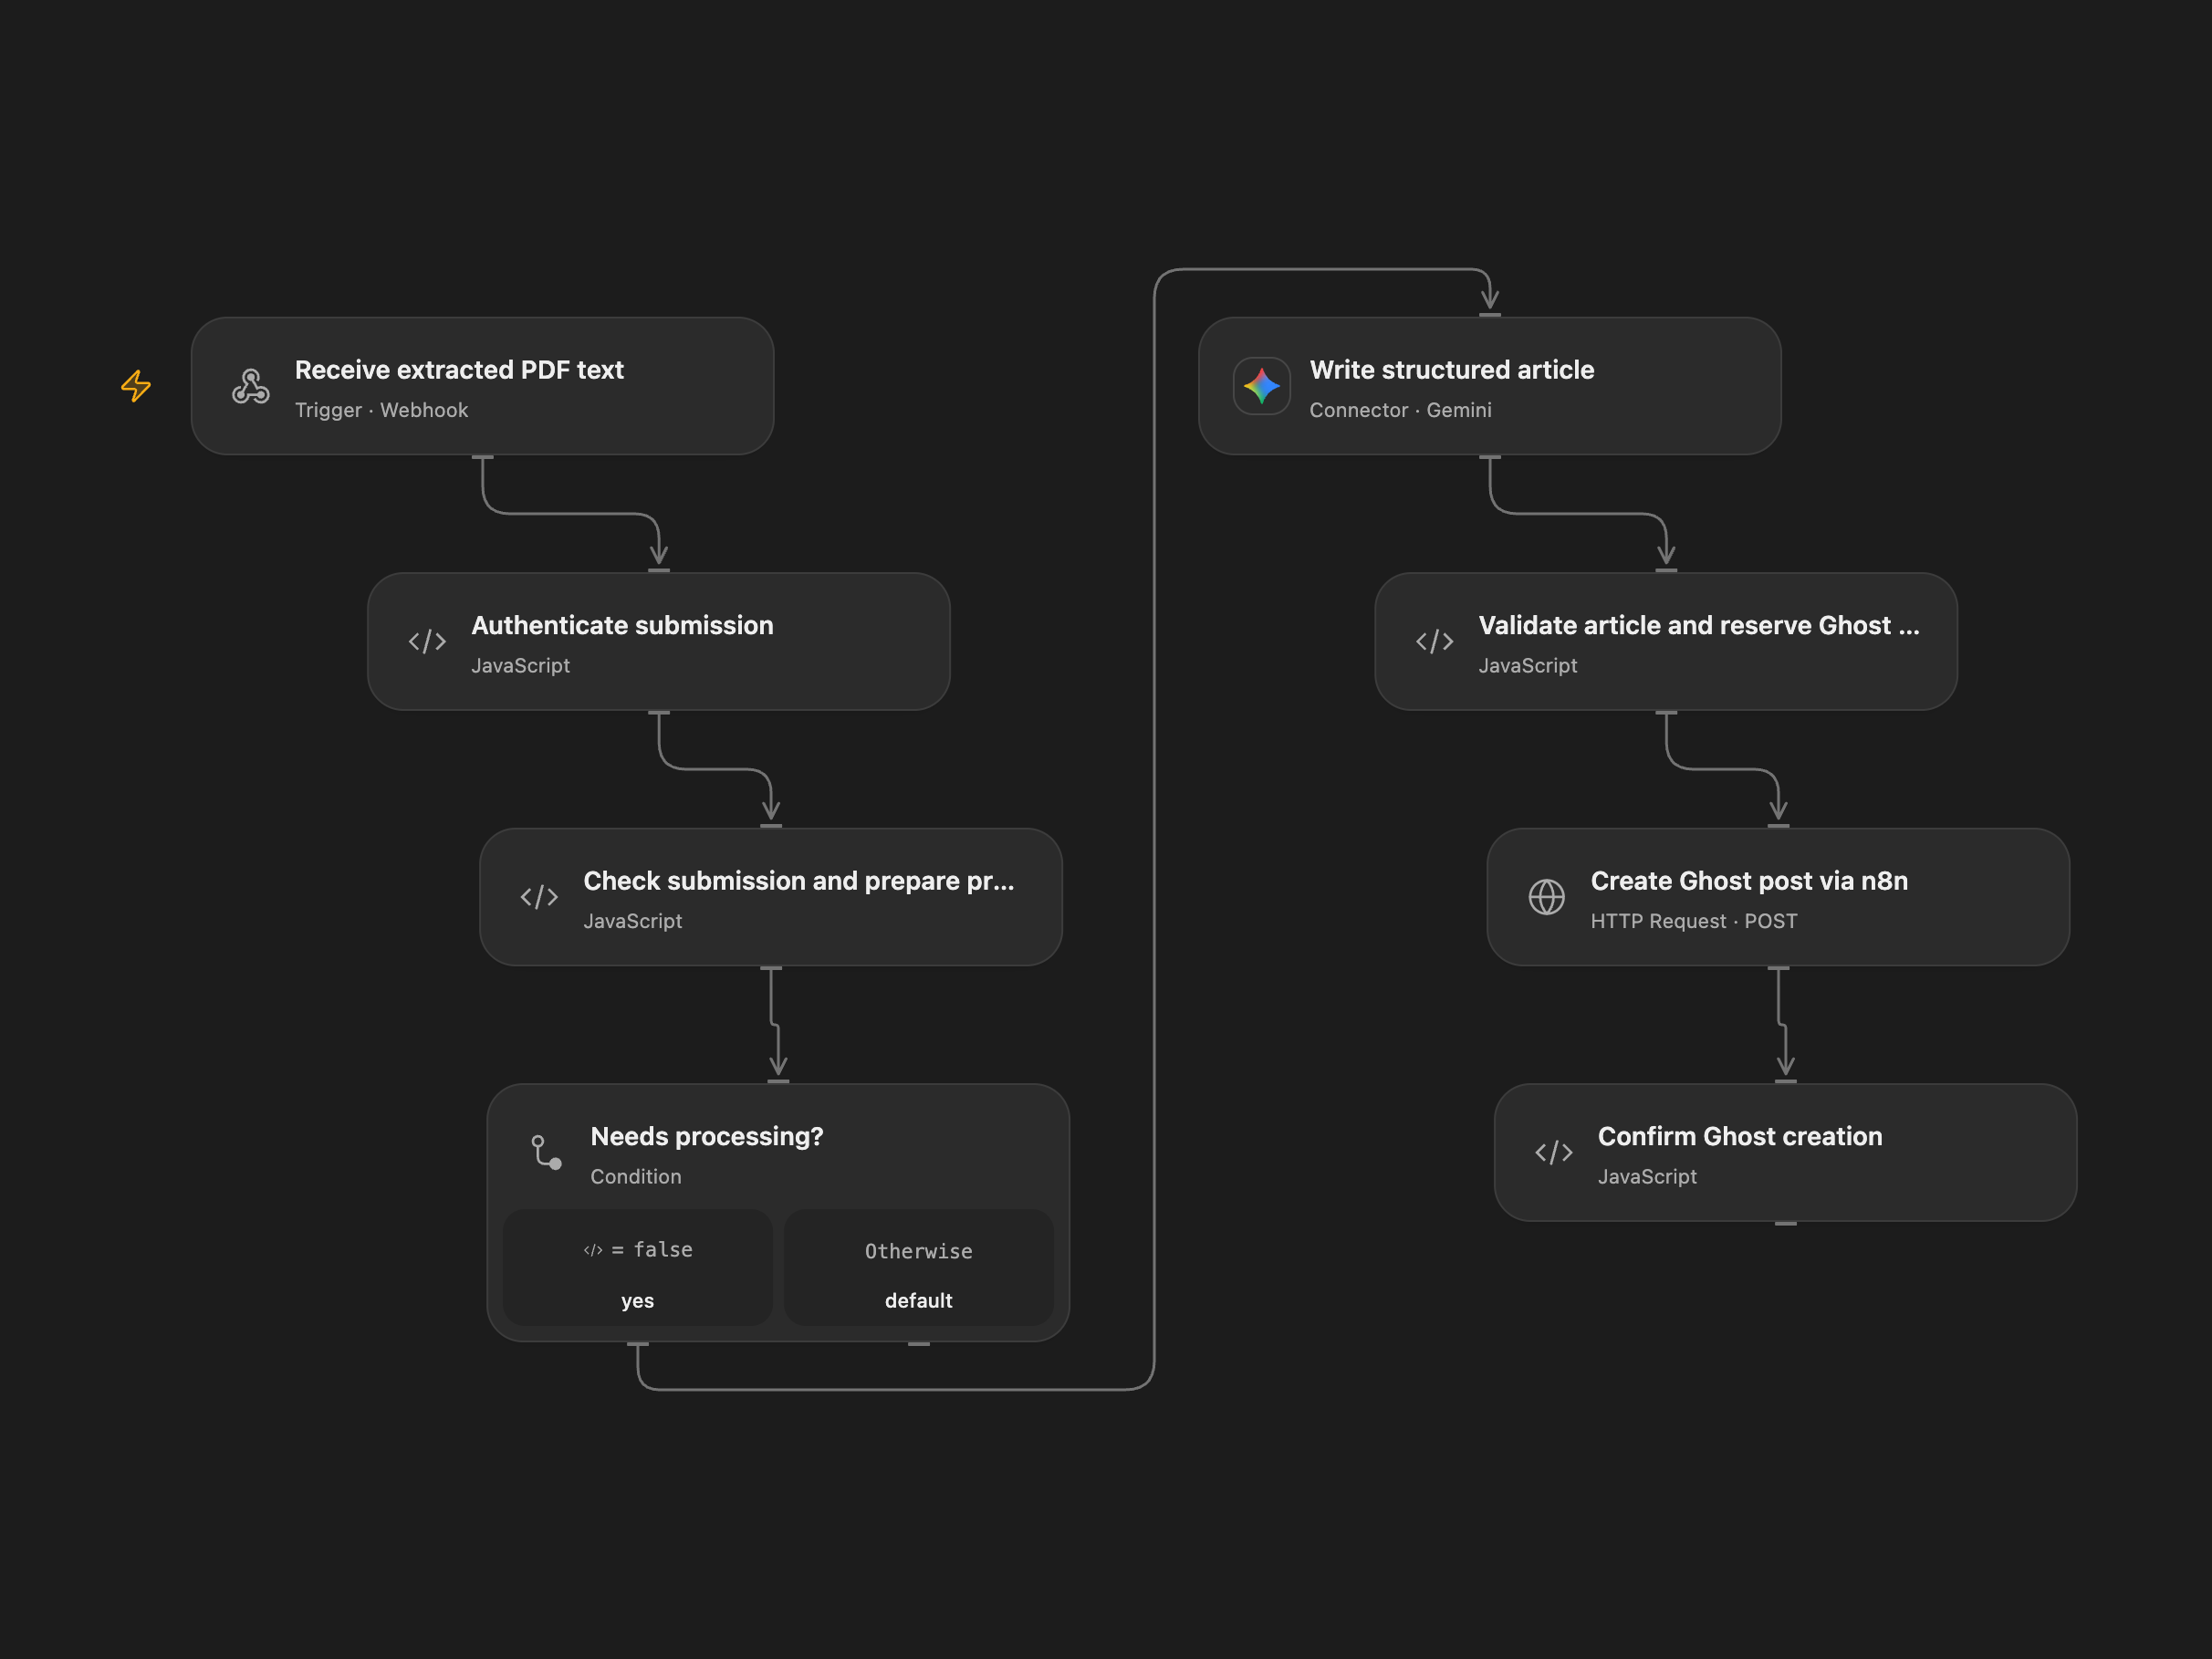 Receive extracted PDF text
Trigger · Webhook
Authenticate submission
JavaScript
Check submission and prepare pr...
JavaScript
Needs processing?
Condition
</> = false
yes
Otherwise
default
Write structured article
Connector · Gemini
Validate article and reserve Ghost ...
JavaScript
Create Ghost post via n8n
HTTP Request · POST
Confirm Ghost creation
JavaScript